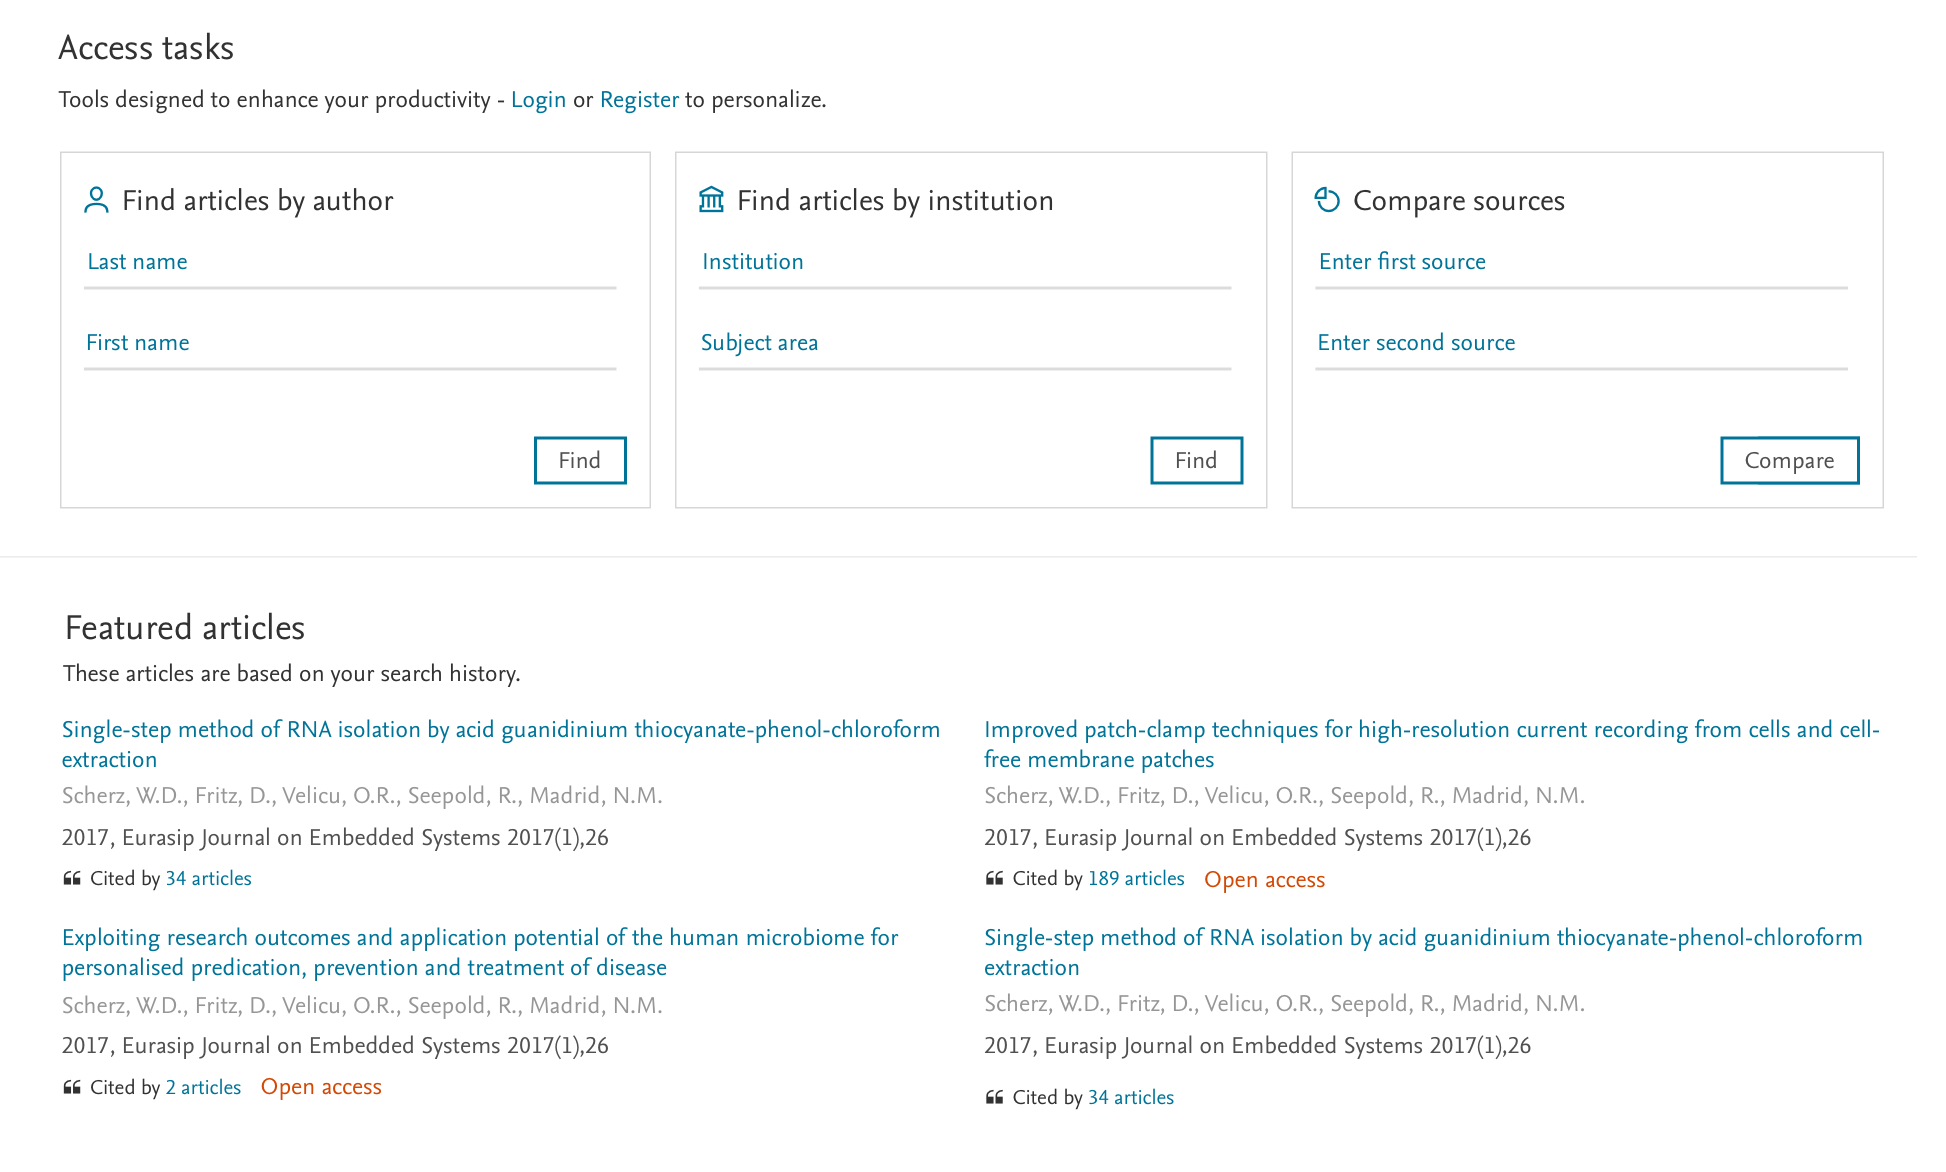 Access tasks
Tools designed to enhance your productivity - Login or Register to personalize.
Find articles by author
Last name
First name
Find
Find articles by institution
Institution
Subject area
Find
Compare sources
Enter first source
Enter second source
Compare
Featured articles
These articles are based on your search history.
Single-step method of RNA isolation by acid guanidinium thiocyanate-phenol-chloroform
extraction
Scherz, W.D., Fritz, D., Velicu, O.R., Seepold, R., Madrid, N.M.
2017, Eurasip Journal on Embedded Systems 2017(1),26
Cited by 34 articles
Improved patch-clamp techniques for high-resolution current recording from cells and cell-
free membrane patches
Scherz, W.D., Fritz, D., Velicu, O.R., Seepold, R., Madrid, N.M.
2017, Eurasip Journal on Embedded Systems 2017(1),26
Cited by 189 articles Open access
Exploiting research outcomes and application potential of the human microbiome for
personalised predication, prevention and treatment of disease
Scherz, W.D., Fritz, D., Velicu, O.R., Seepold, R., Madrid, N.M.
2017, Eurasip Journal on Embedded Systems 2017(1),26
Cited by 2 articles Open access
Single-step method of RNA isolation by acid guanidinium thiocyanate-phenol-chloroform
extraction
Scherz, W.D., Fritz, D., Velicu, O.R., Seepold, R., Madrid, N.M.
2017, Eurasip Journal on Embedded Systems 2017(1),26
Cited by 34 articles